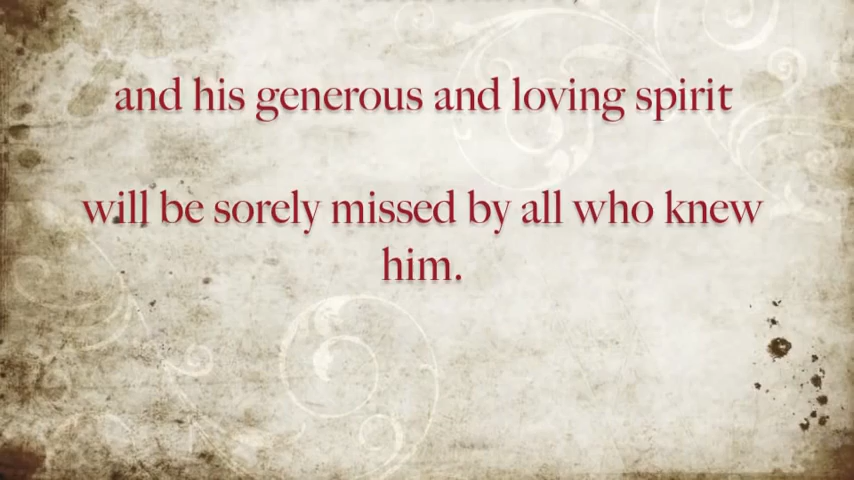 and his generous and loving spirit
will be sorely missed by all who knew
him.